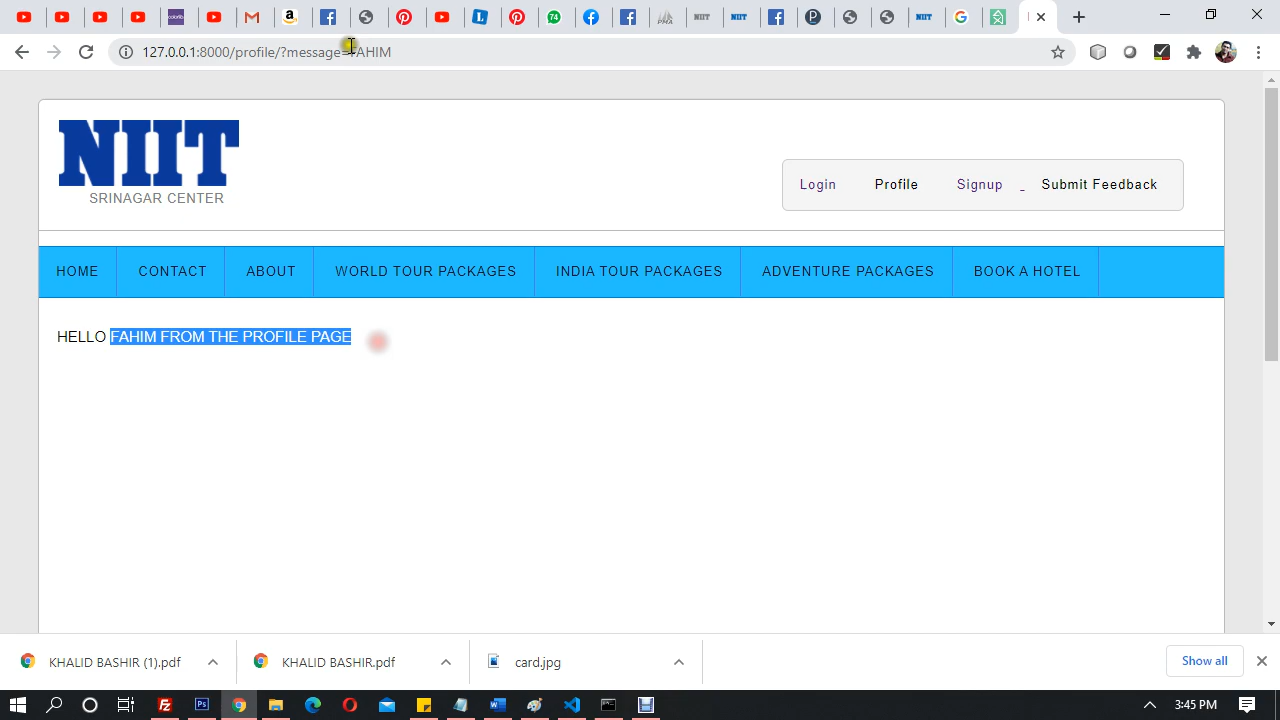 127.0.0.1:8000/profile/?message=FAHIM
NIIT
SRINAGAR CENTER
Login Profile Signup - Submit Feedback
HOME CONTACT ABOUT WORLD TOUR PACKAGES INDIA TOUR PACKAGES ADVENTURE PACKAGES BOOK A HOTEL
HELLO FAHIM FROM THE PROFILE PAGE
KHALID BASHIR (1).pdf KHALID BASHIR.pdf card.jpg Show all
3:45 PM